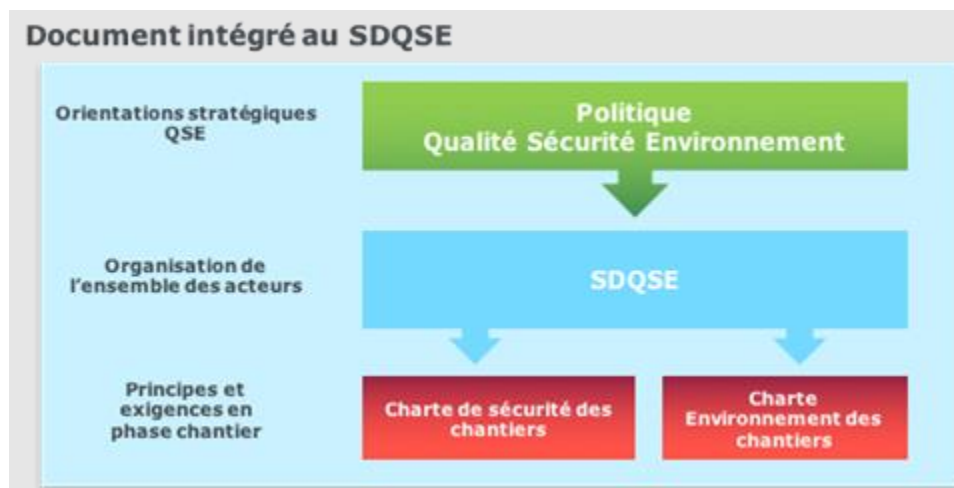 Document intégré au SDQSE
Orientations stratégiques
QSE
Politique
Qualité Sécurité Environnement
Organisation de
l'ensemble des acteurs
SDQSE
Principes et
exigences en
phase chantier
Charte de sécurité des
chantiers
Charte
Environnement des
chantiers